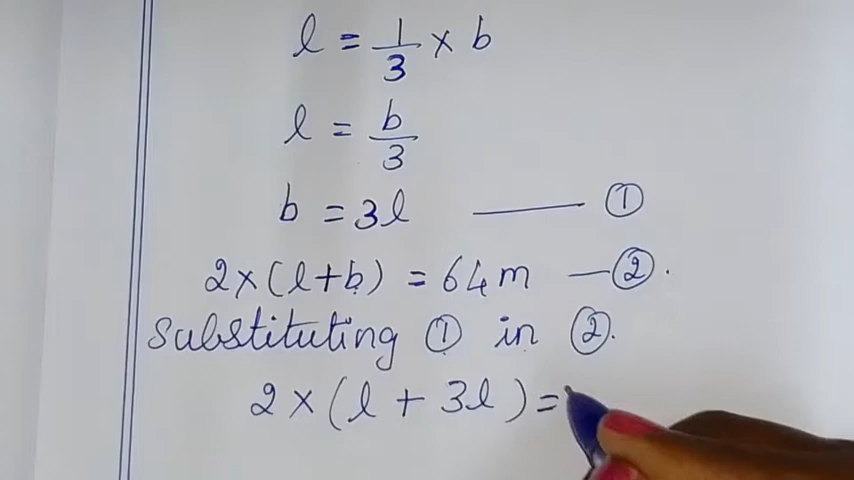 l = 1/3 × b
l = b/3
b = 3l —— ①
2×(l+b) = 64m — ②.
Substituting ① in ②.
2×(l + 3l) =